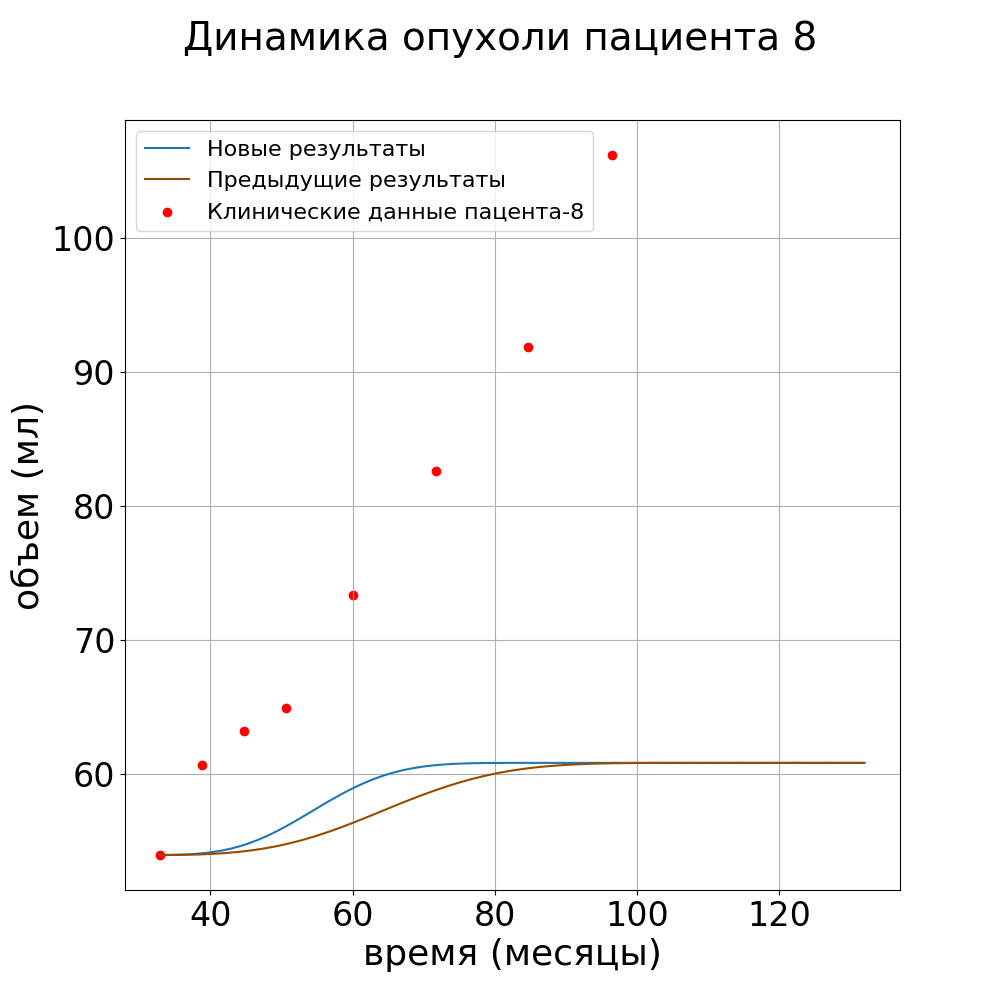 Динамика опухоли пациента 8
Новые результаты
Предыдущие результаты
Клинические данные пацента-8
100
90
80
70
60
объем (мл)
40 60 80 100 120
время (месяцы)